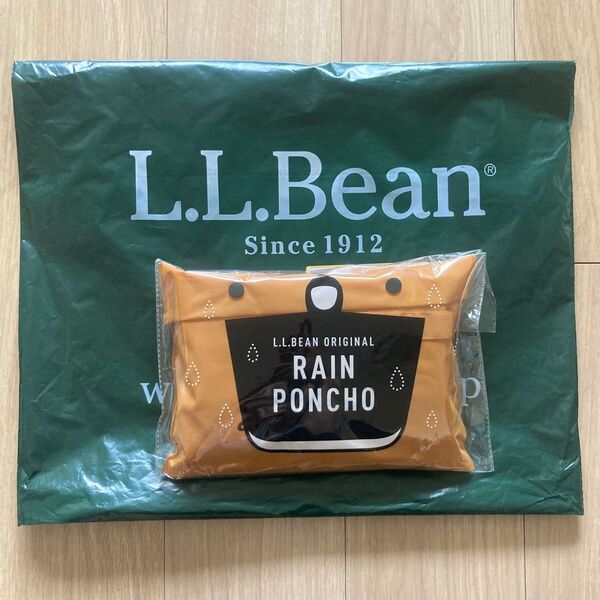 L.L.Bean®
Since 1912
L.L.BEAN ORIGINAL
RAIN
PONCHO